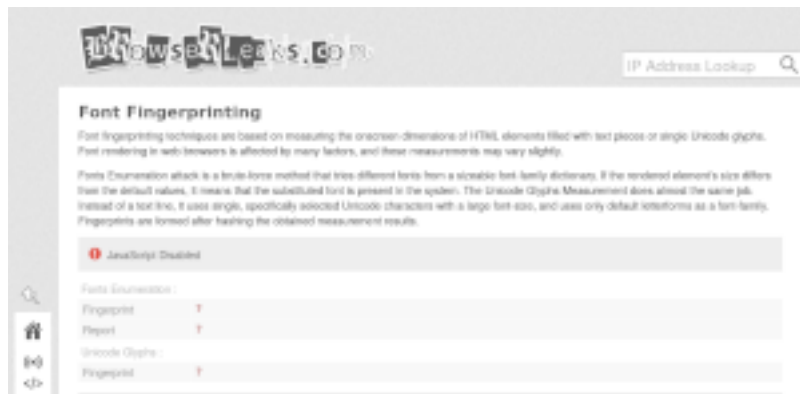 BrowserLeaks.com
IP Address Lookup
Font Fingerprinting
Font fingerprinting techniques are based on measuring the onscreen dimensions of HTML elements filled with text pieces or single Unicode glyphs.
Font rendering in web browsers is affected by many factors, and these measurements may vary slightly.
Fonts Enumeration attack is a brute-force method that tries different fonts from a sizeable font-family dictionary. If the rendered element's size differs
from the default values, it means that the substituted font is present in the system. The Unicode Glyphs Measurement does almost the same job.
Instead of a text line, it uses single, specifically selected Unicode characters with a large font-size, and uses only default letterforms as a font-family.
Fingerprints are formed after hashing the obtained measurement results.
! JavaScript Disabled
Fonts Enumeration :
Fingerprint ?
Report ?
Unicode Glyphs :
Fingerprint ?